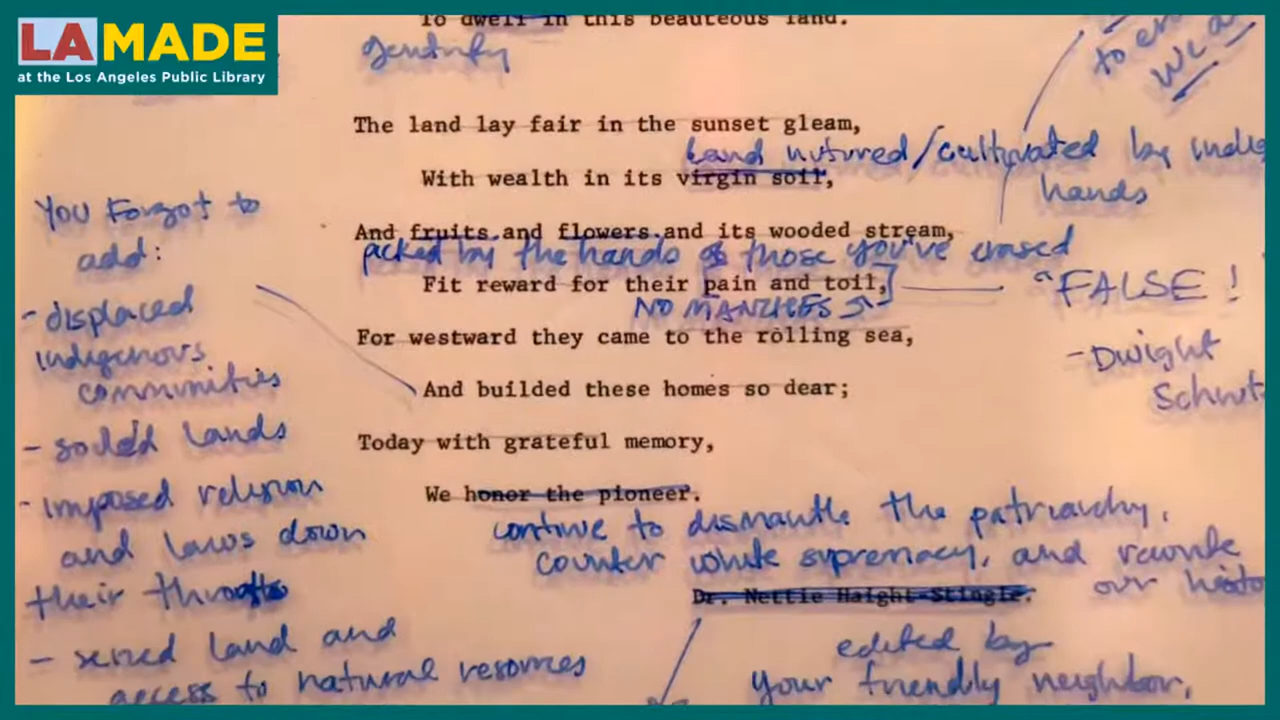 LA MADE
at the Los Angeles Public Library
To dwell in this beauteous land.
gentrify
to
we
The land lay fair in the sunset gleam,
Land nutured/cultivated by
hands
With wealth in its virgin soil,
You Forgot to
add:
And fruits and flowers and its wooded stream,
picked by the hands of those you've erased
Fit reward for their pain and toil,
NO MANCHES
"FALSE!
- Dwight
- displaced
indigenous
communities
For westward they came to the rolling sea,
And builded these homes so dear;
- soiled lands
Today with grateful memory,
- imposed religion
and laws down
their throats
We honor the pioneer.
continue to dismantle the patriarchy,
counter white supremacy, and rewrite
our
Dr. Nettie Haight-Stingle.
- seized land and
access to natural resources
edited by
your friendly neighbor,